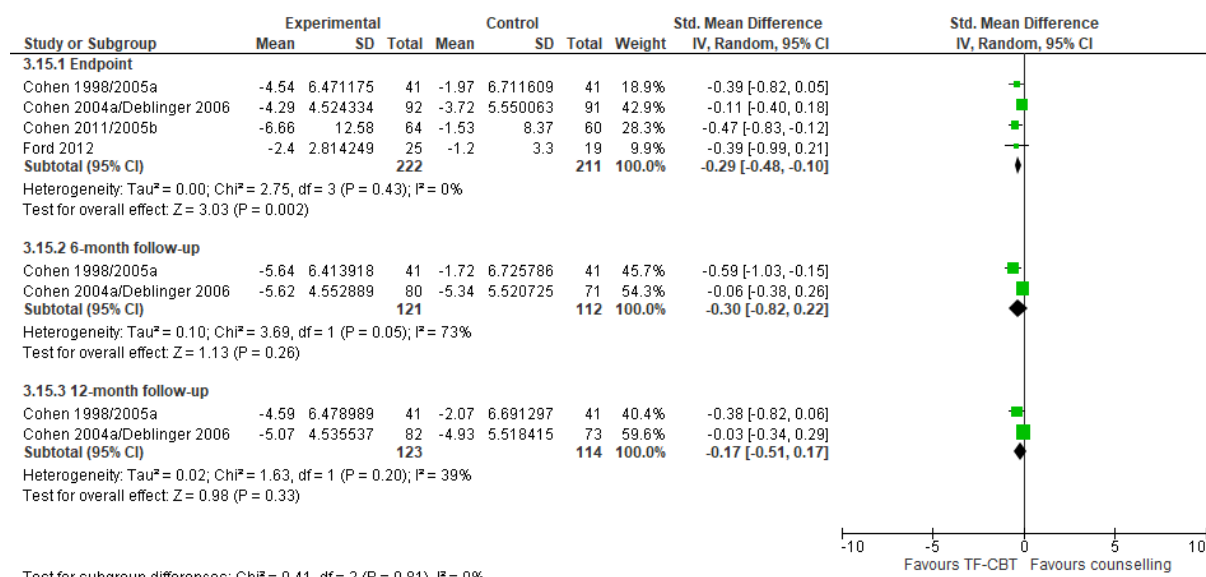 Experimental Control Std. Mean Difference Std. Mean Difference
Study or Subgroup Mean SD Total Mean SD Total Weight IV, Random, 95% CI IV, Random, 95% CI
3.15.1 Endpoint
Cohen 1998/2005a -4.54 6.471175 41 -1.97 6.711609 41 18.9% -0.39 [-0.82, 0.05]
Cohen 2004a/Deblinger 2006 -4.29 4.524334 92 -3.72 5.550063 91 42.9% -0.11 [-0.40, 0.18]
Cohen 2011/2005b -6.66 12.58 64 -1.53 8.37 60 28.3% -0.47 [-0.83, -0.12]
Ford 2012 -2.4 2.814249 25 -1.2 3.3 19 9.9% -0.39 [-0.99, 0.21]
Subtotal (95% CI) 222 211 100.0% -0.29 [-0.48, -0.10]
Heterogeneity: Tau² = 0.00; Chi² = 2.75, df = 3 (P = 0.43); I² = 0%
Test for overall effect: Z = 3.03 (P = 0.002)
3.15.2 6-month follow-up
Cohen 1998/2005a -5.64 6.413918 41 -1.72 6.725786 41 45.7% -0.59 [-1.03, -0.15]
Cohen 2004a/Deblinger 2006 -5.62 4.552889 80 -5.34 5.520725 71 54.3% -0.06 [-0.38, 0.26]
Subtotal (95% CI) 121 112 100.0% -0.30 [-0.82, 0.22]
Heterogeneity: Tau² = 0.10; Chi² = 3.69, df = 1 (P = 0.05); I² = 73%
Test for overall effect: Z = 1.13 (P = 0.26)
3.15.3 12-month follow-up
Cohen 1998/2005a -4.59 6.478989 41 -2.07 6.691297 41 40.4% -0.38 [-0.82, 0.06]
Cohen 2004a/Deblinger 2006 -5.07 4.535537 82 -4.93 5.518415 73 59.6% -0.03 [-0.34, 0.29]
Subtotal (95% CI) 123 114 100.0% -0.17 [-0.51, 0.17]
Heterogeneity: Tau² = 0.02; Chi² = 1.63, df = 1 (P = 0.20); I² = 39%
Test for overall effect: Z = 0.98 (P = 0.33)
-10 -5 0 5 10
Favours TF-CBT Favours counselling
Test for subgroup differences: Chi² = 0.41, df = 2 (P = 0.81), I² = 0%